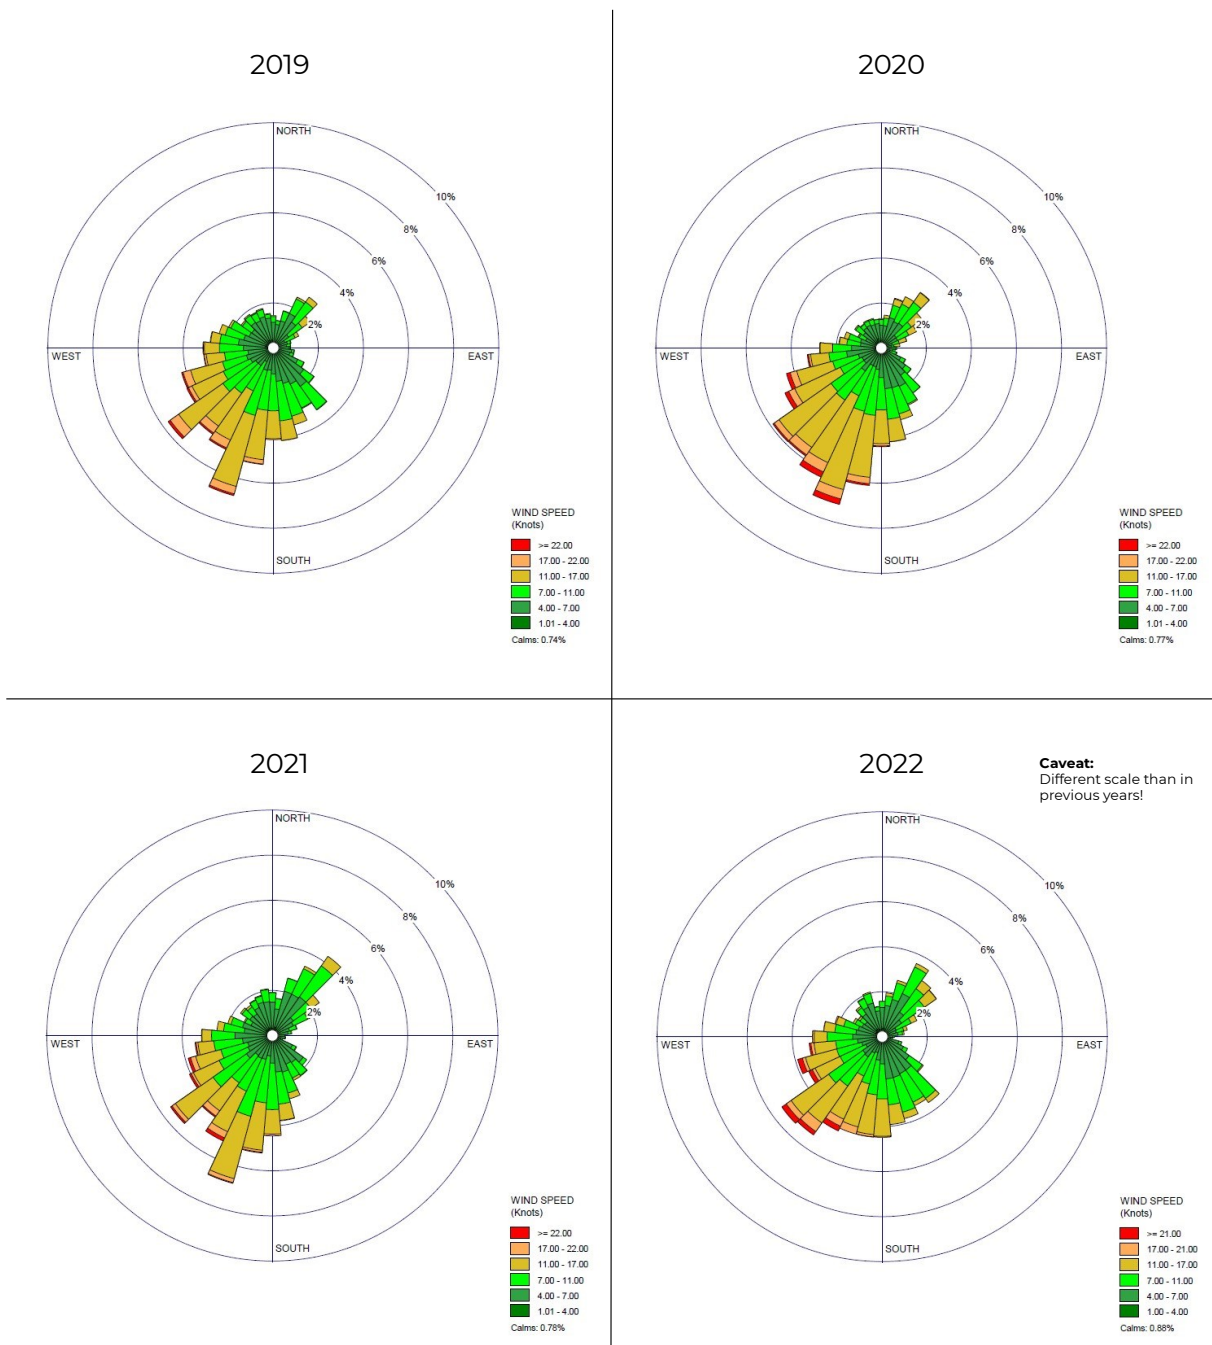 2019
NORTH
10%
8%
6%
4%
2%
WEST
EAST
SOUTH
WIND SPEED
(Knots)
>= 22.00
17.00 - 22.00
11.00 - 17.00
7.00 - 11.00
4.00 - 7.00
1.01 - 4.00
Calms: 0.74%
2020
NORTH
10%
8%
6%
4%
2%
WEST
EAST
SOUTH
WIND SPEED
(Knots)
>= 22.00
17.00 - 22.00
11.00 - 17.00
7.00 - 11.00
4.00 - 7.00
1.01 - 4.00
Calms: 0.77%
2021
NORTH
10%
8%
6%
4%
2%
WEST
EAST
SOUTH
WIND SPEED
(Knots)
>= 22.00
17.00 - 22.00
11.00 - 17.00
7.00 - 11.00
4.00 - 7.00
1.01 - 4.00
Calms: 0.78%
2022
Caveat:
Different scale than in
previous years!
NORTH
10%
8%
6%
4%
2%
WEST
EAST
SOUTH
WIND SPEED
(Knots)
>= 21.00
17.00 - 21.00
11.00 - 17.00
7.00 - 11.00
4.00 - 7.00
1.00 - 4.00
Calms: 0.88%